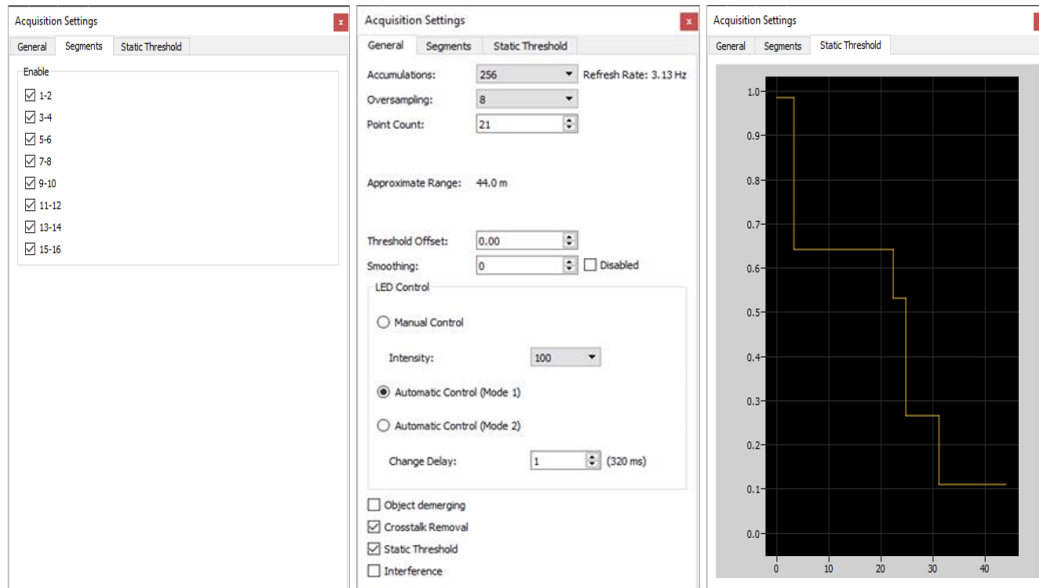 Acquisition Settings
x
General Segments Static Threshold
Enable
1-2
3-4
5-6
7-8
9-10
11-12
13-14
15-16
Acquisition Settings
x
General Segments Static Threshold
Accumulations: 256 Refresh Rate: 3.13 Hz
Oversampling: 8
Point Count: 21
Approximate Range: 44.0 m
Threshold Offset: 0.00
Smoothing: 0 Disabled
LED Control
Manual Control
Intensity: 100
Automatic Control (Mode 1)
Automatic Control (Mode 2)
Change Delay: 1 (320 ms)
Object demerging
Crosstalk Removal
Static Threshold
Interference
Acquisition Settings
General Segments Static Threshold
1.0
0.9
0.8
0.7
0.6
0.5
0.4
0.3
0.2
0.1
0.0
0 10 20 30 40